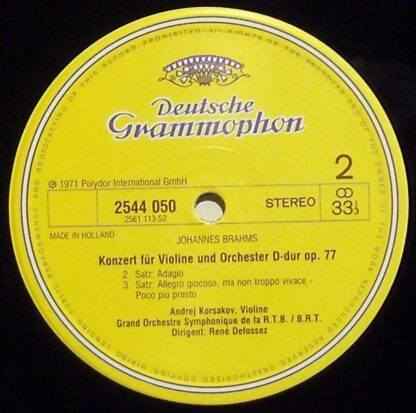 Deutsche
Grammophon
2
℗ 1971 Polydor International GmbH
2544 050
2561 113-S2
STEREO
33⅓
MADE IN HOLLAND
JOHANNES BRAHMS
Konzert für Violine und Orchester D-dur op. 77
2. Satz: Adagio
3. Satz: Allegro giocoso, ma non troppo vivace -
Poco più presto
Andrej Korsakov, Violine
Grand Orchestre Symphonique de la R.T.B. / B.R.T.
Dirigent: René Defossez